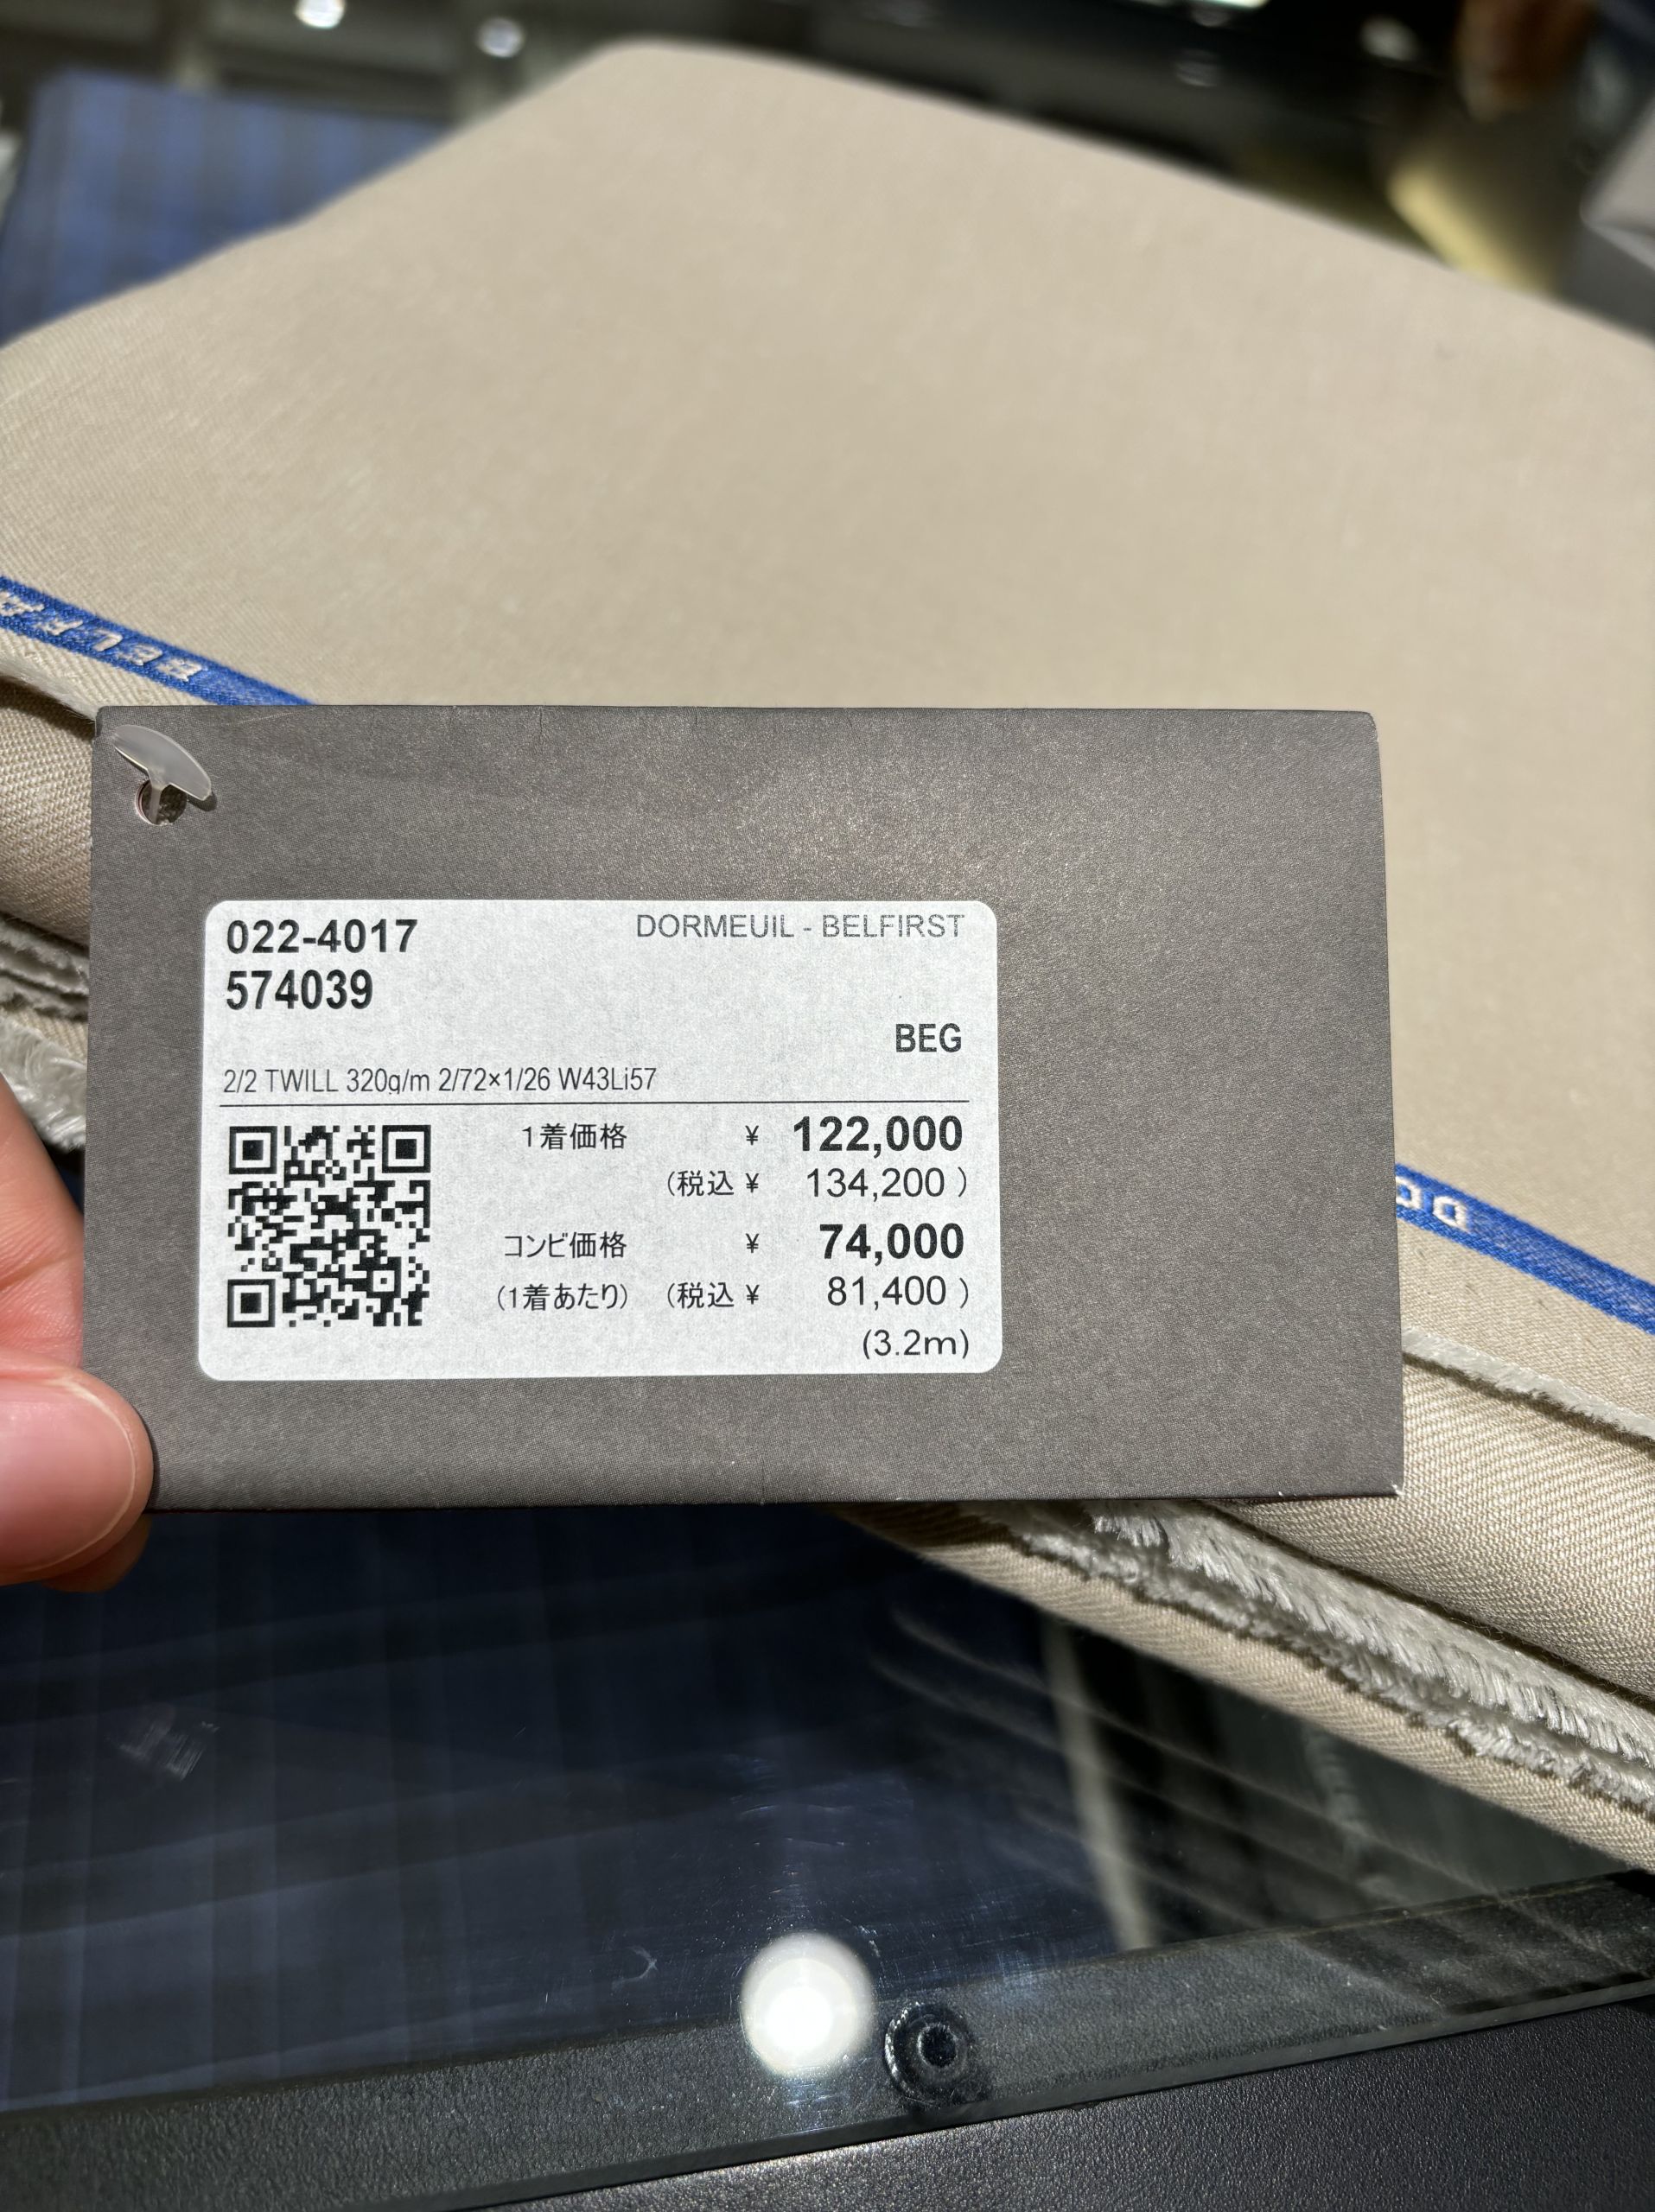 BELFA
022-4017 DORMEUIL - BELFIRST
574039
BEG
2/2 TWILL 320g/m 2/72×1/26 W43Li57
1着価格 ¥ 122,000
(税込 ¥ 134,200 )
コンビ価格 ¥ 74,000
(1着あたり) (税込 ¥ 81,400 )
(3.2m)
DO